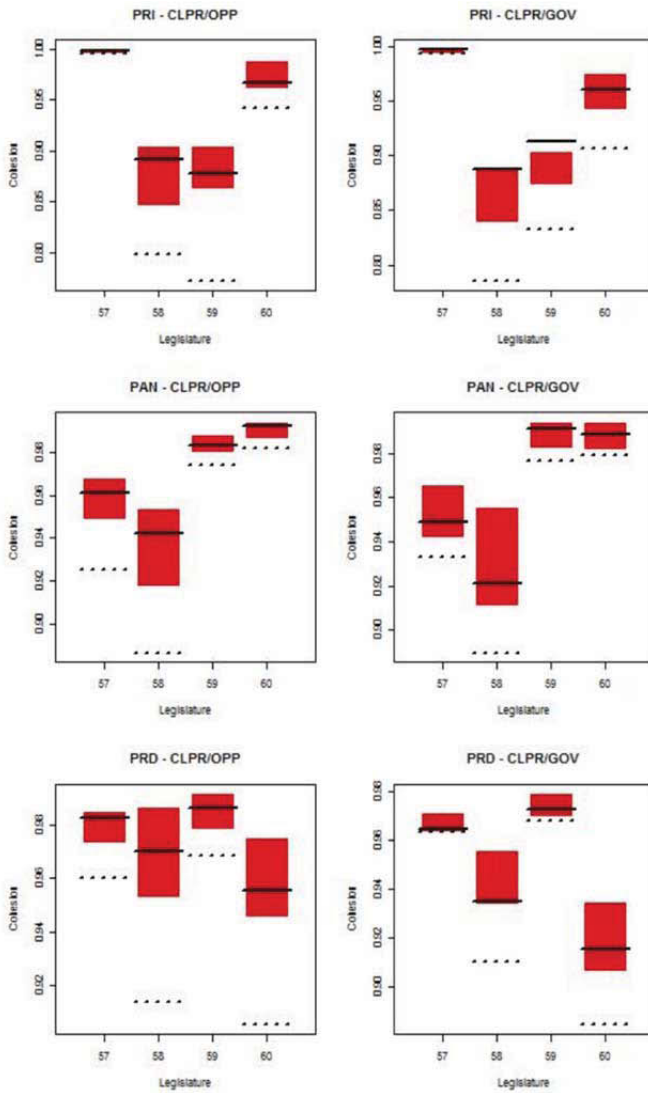 PRI - CLPR/OPP
PRI - CLPR/GOV
Cohesion
1.00
0.95
0.90
0.85
0.80
57 58 59 60
Legislature
Cohesion
1.00
0.95
0.90
0.85
0.80
57 58 59 60
Legislature
PAN - CLPR/OPP
PAN - CLPR/GOV
Cohesion
0.98
0.96
0.94
0.92
0.90
57 58 59 60
Legislature
Cohesion
0.98
0.96
0.94
0.92
0.90
57 58 59 60
Legislature
PRD - CLPR/OPP
PRD - CLPR/GOV
Cohesion
0.98
0.96
0.94
0.92
57 58 59 60
Legislature
Cohesion
0.98
0.96
0.94
0.92
0.90
57 58 59 60
Legislature